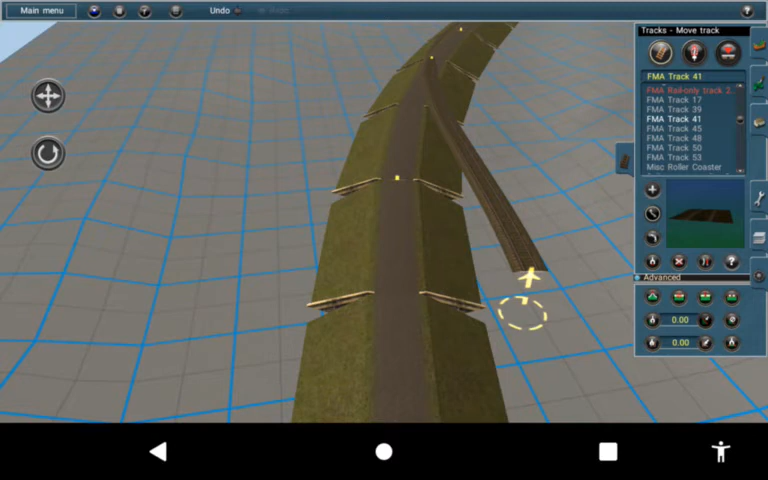 Main menu
Undo
?
Tracks - Move track
FMA Track 41
FMA Rail-only track 2...
FMA Track 17
FMA Track 39
FMA Track 41
FMA Track 45
FMA Track 48
FMA Track 50
FMA Track 53
Misc Roller Coaster
?
Advanced
0.00
0.00